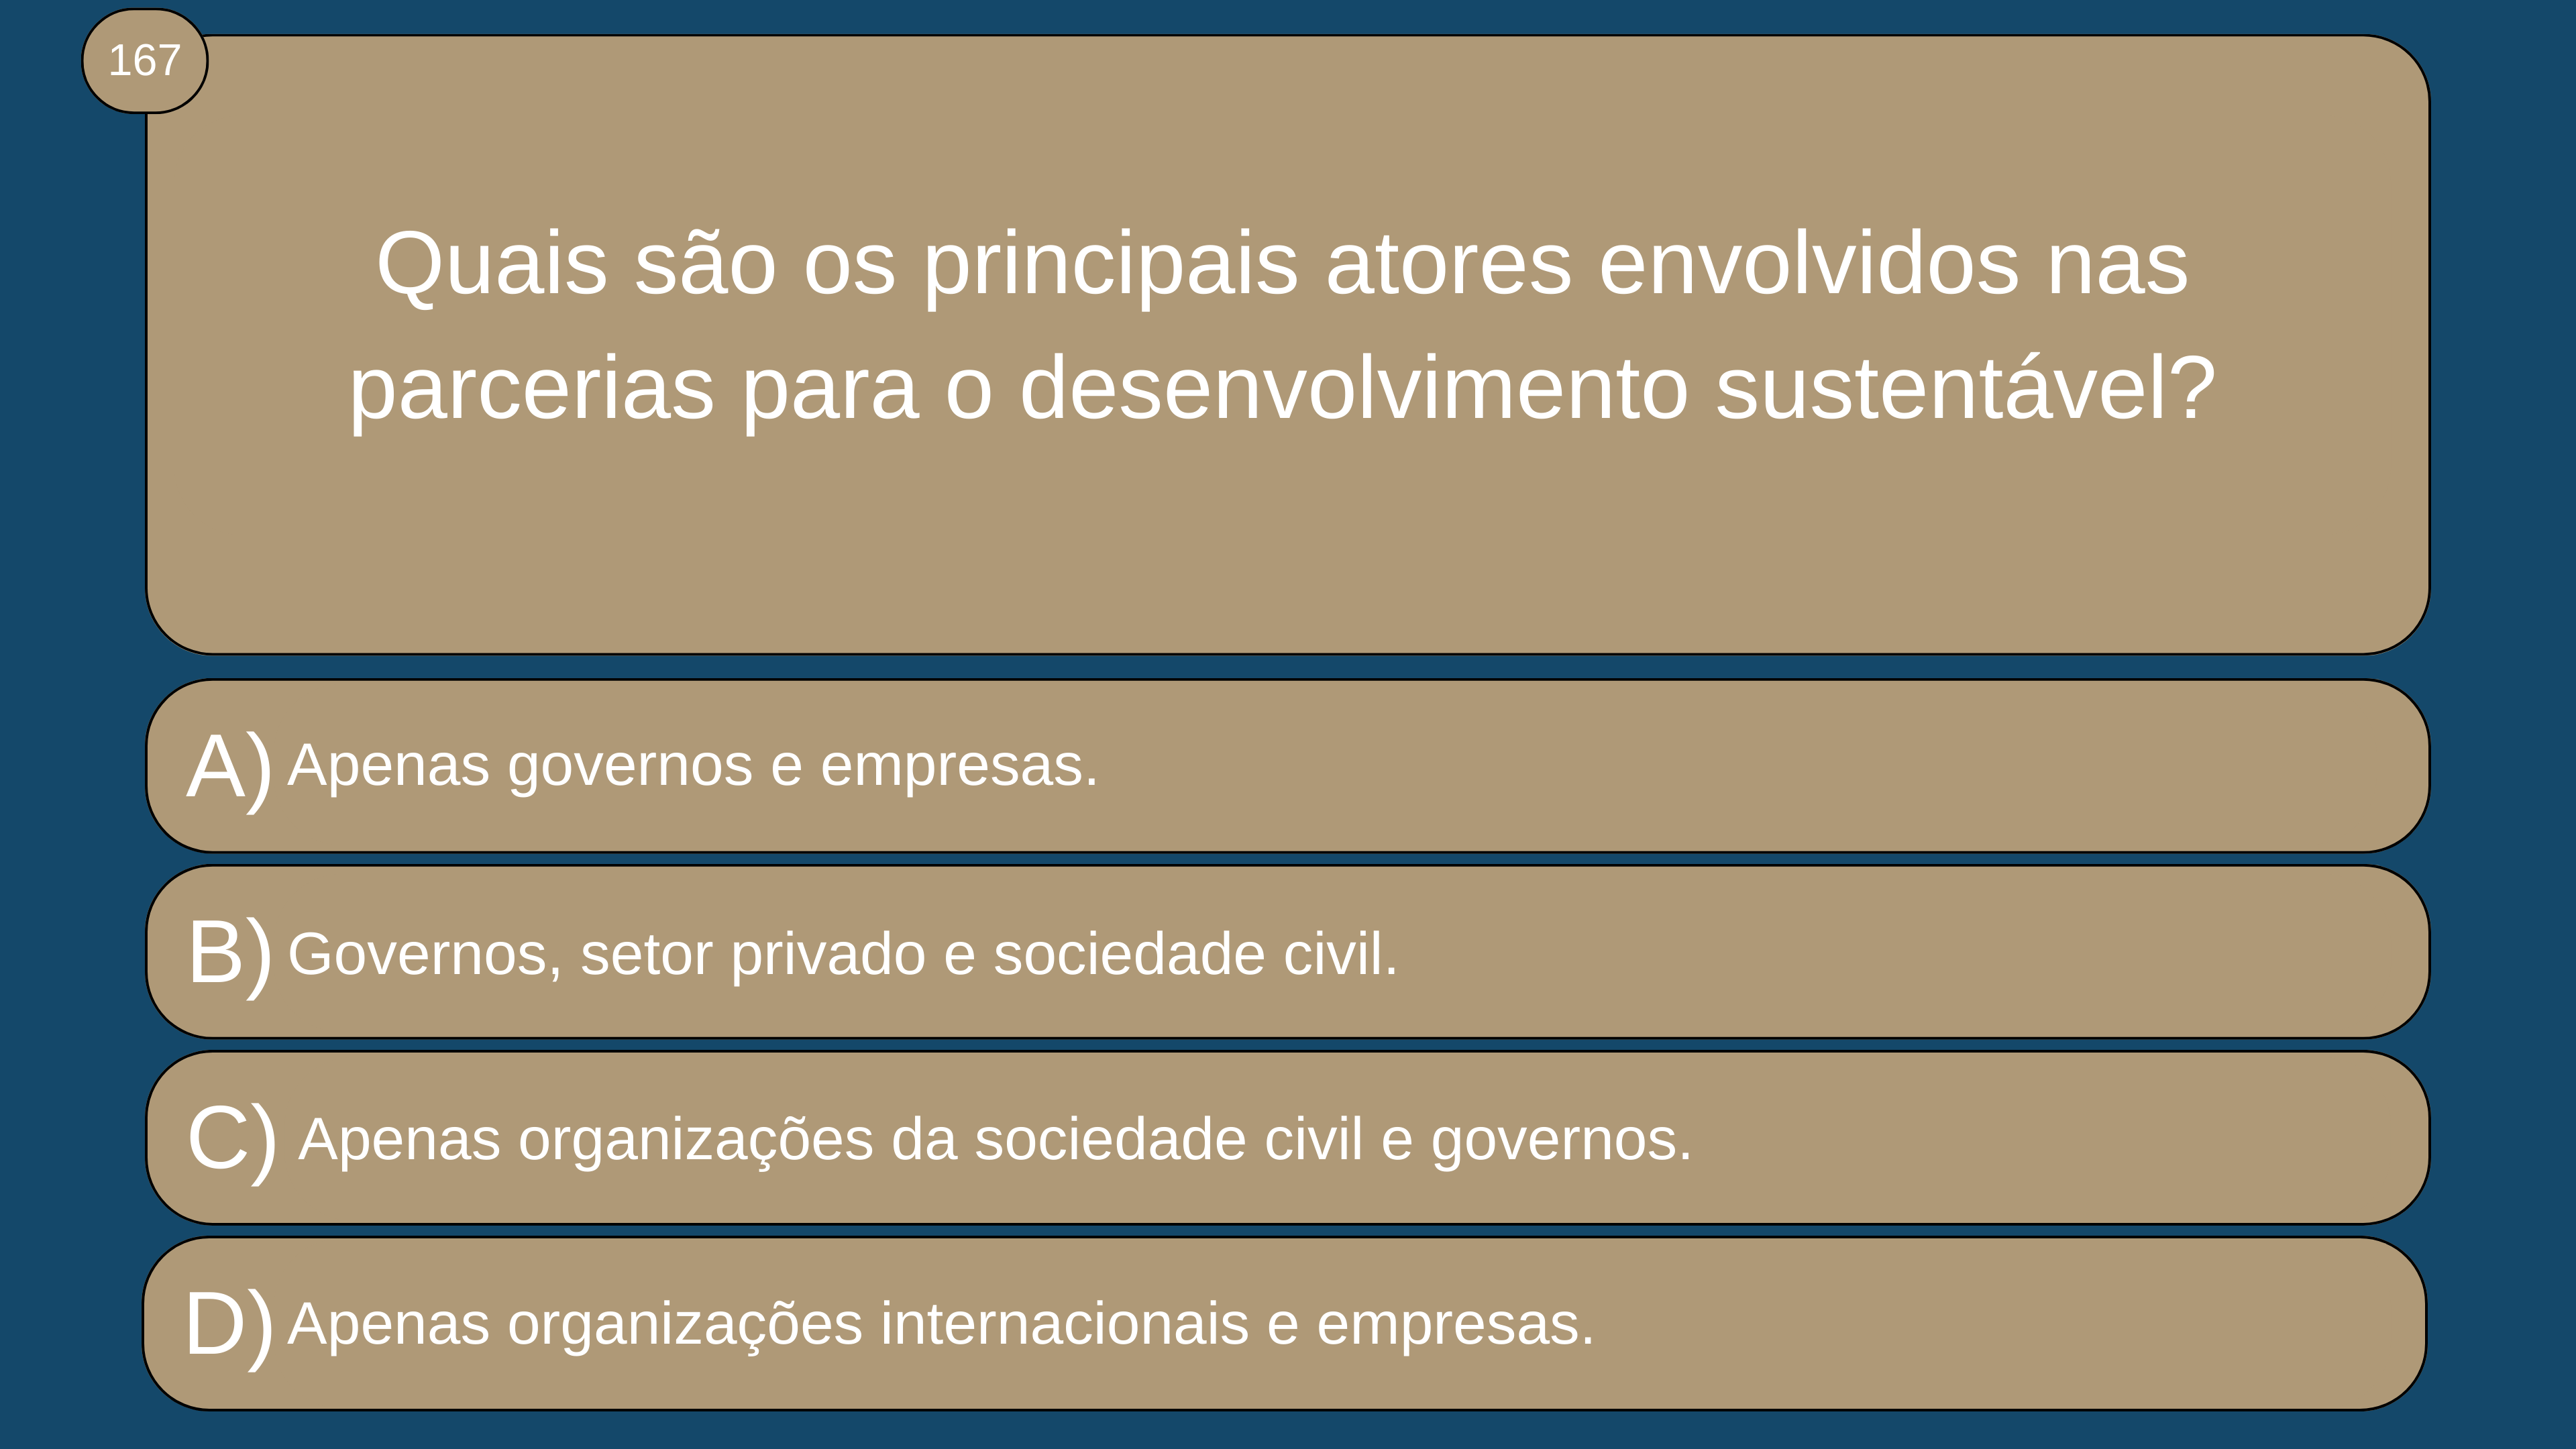 167
Quais são os principais atores envolvidos nas
parcerias para o desenvolvimento sustentável?
A) Apenas governos e empresas.
B) Governos, setor privado e sociedade civil.
C) Apenas organizações da sociedade civil e governos.
D) Apenas organizações internacionais e empresas.